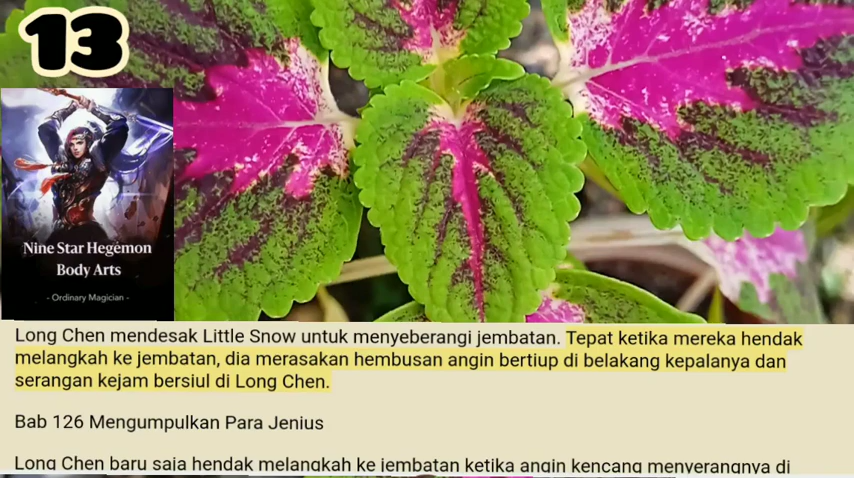 13
Nine Star Hegemon
Body Arts
- Ordinary Magician -
Long Chen mendesak Little Snow untuk menyeberangi jembatan. Tepat ketika mereka hendak
melangkah ke jembatan, dia merasakan hembusan angin bertiup di belakang kepalanya dan
serangan kejam bersiul di Long Chen.
Bab 126 Mengumpulkan Para Jenius
Long Chen baru saja hendak melangkah ke jembatan ketika angin kencang menyerangnya di